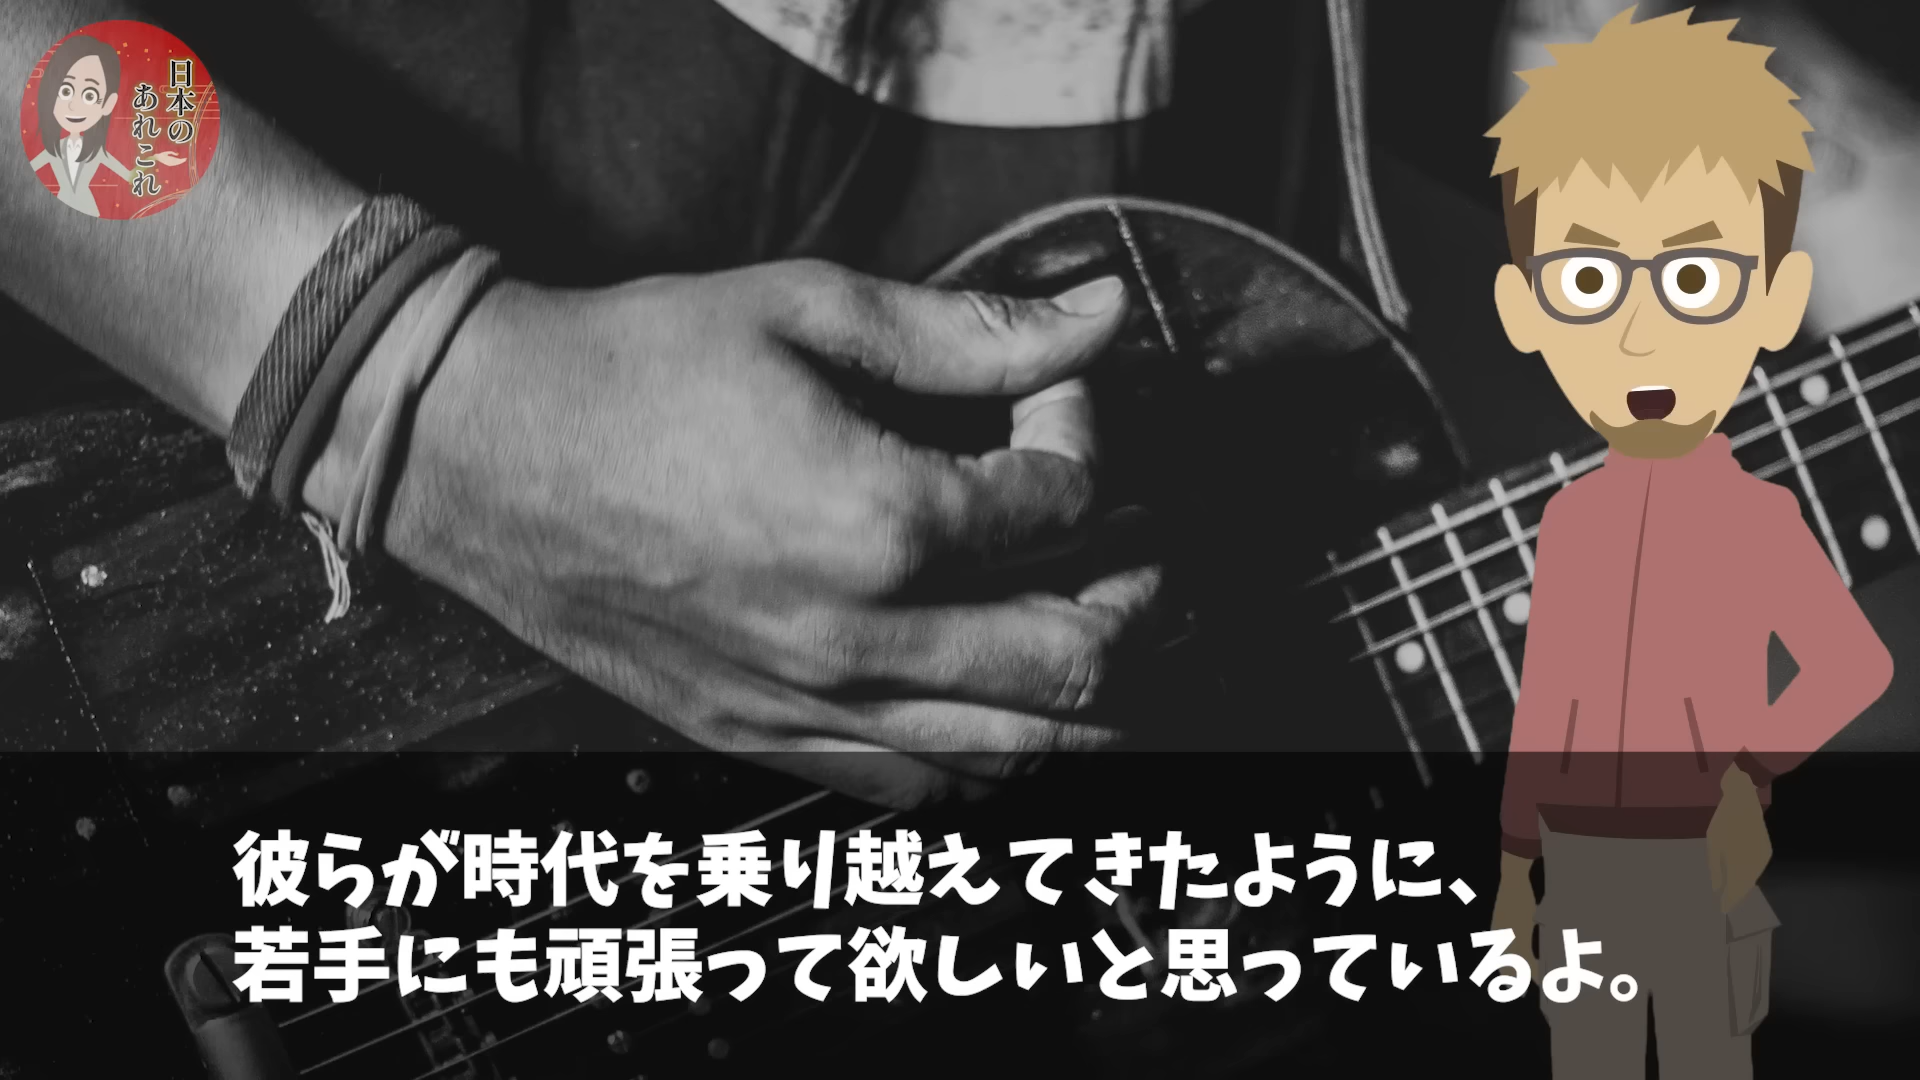 日本の
あれこれ
彼らが時代を乗り越えてきたように、
若手にも頑張って欲しいと思っているよ。